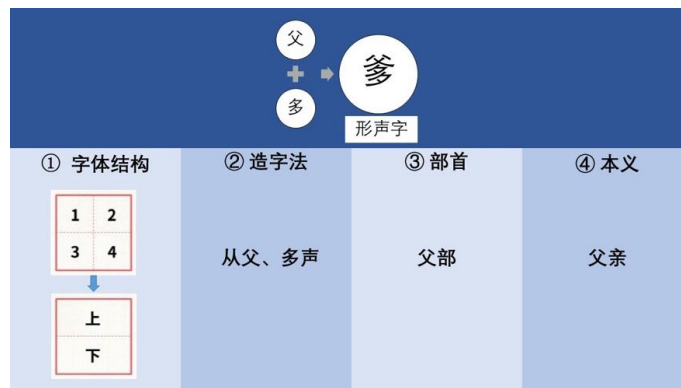 父
多
爹
形声字
① 字体结构
② 造字法
③ 部首
④ 本义
1 2
3 4
上
下
从父、多声
父部
父亲